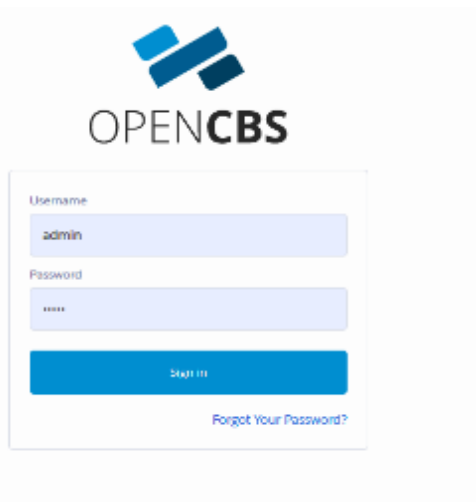 OPENCBS
Username
admin
Password
•••••
Sign in
Forgot Your Password?